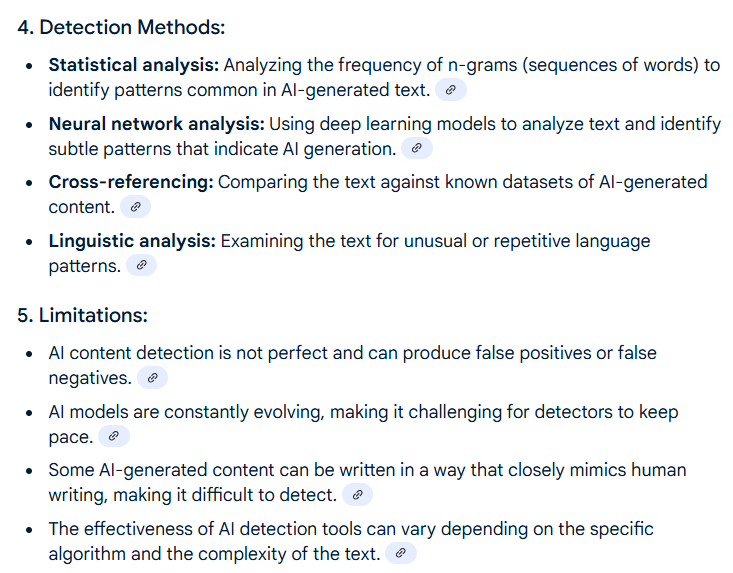 4. Detection Methods:
• Statistical analysis: Analyzing the frequency of n-grams (sequences of words) to
identify patterns common in AI-generated text.
• Neural network analysis: Using deep learning models to analyze text and identify
subtle patterns that indicate AI generation.
• Cross-referencing: Comparing the text against known datasets of AI-generated
content.
• Linguistic analysis: Examining the text for unusual or repetitive language
patterns.
5. Limitations:
• AI content detection is not perfect and can produce false positives or false
negatives.
• AI models are constantly evolving, making it challenging for detectors to keep
pace.
• Some AI-generated content can be written in a way that closely mimics human
writing, making it difficult to detect.
• The effectiveness of AI detection tools can vary depending on the specific
algorithm and the complexity of the text.